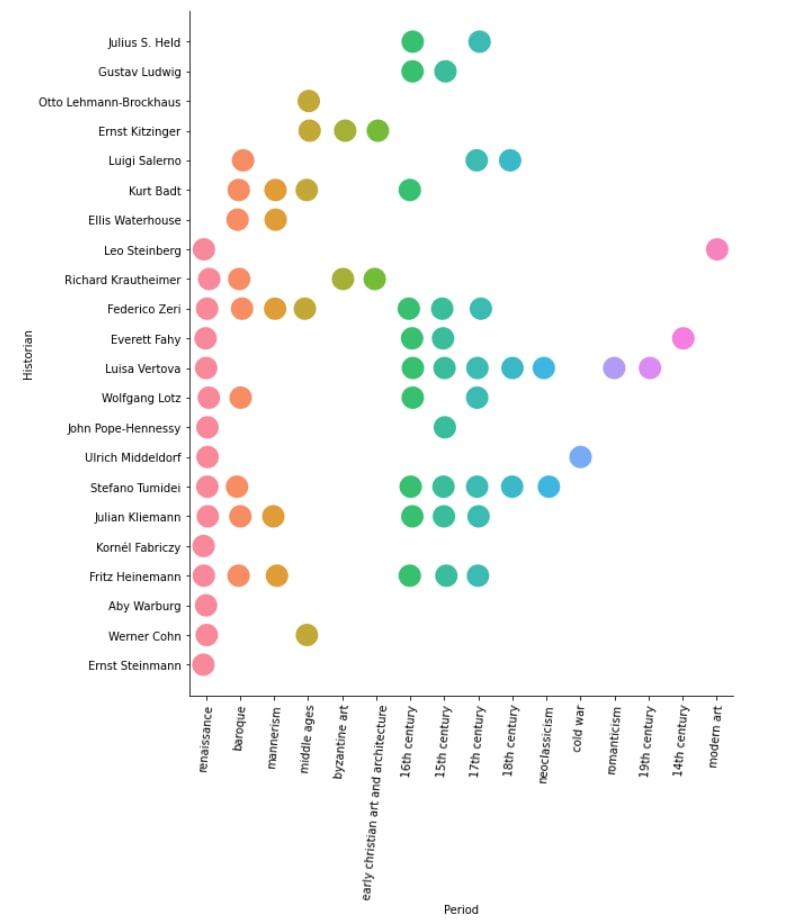 Julius S. Held
Gustav Ludwig
Otto Lehmann-Brockhaus
Ernst Kitzinger
Luigi Salerno
Kurt Badt
Ellis Waterhouse
Leo Steinberg
Richard Krautheimer
Federico Zeri
Everett Fahy
Luisa Vertova
Wolfgang Lotz
John Pope-Hennessy
Ulrich Middeldorf
Stefano Tumidei
Julian Kliemann
Kornél Fabriczy
Fritz Heinemann
Aby Warburg
Werner Cohn
Ernst Steinmann
Historian
renaissance
baroque
mannerism
middle ages
byzantine art
early christian art and architecture
16th century
15th century
17th century
18th century
neoclassicism
cold war
romanticism
19th century
14th century
modern art
Period